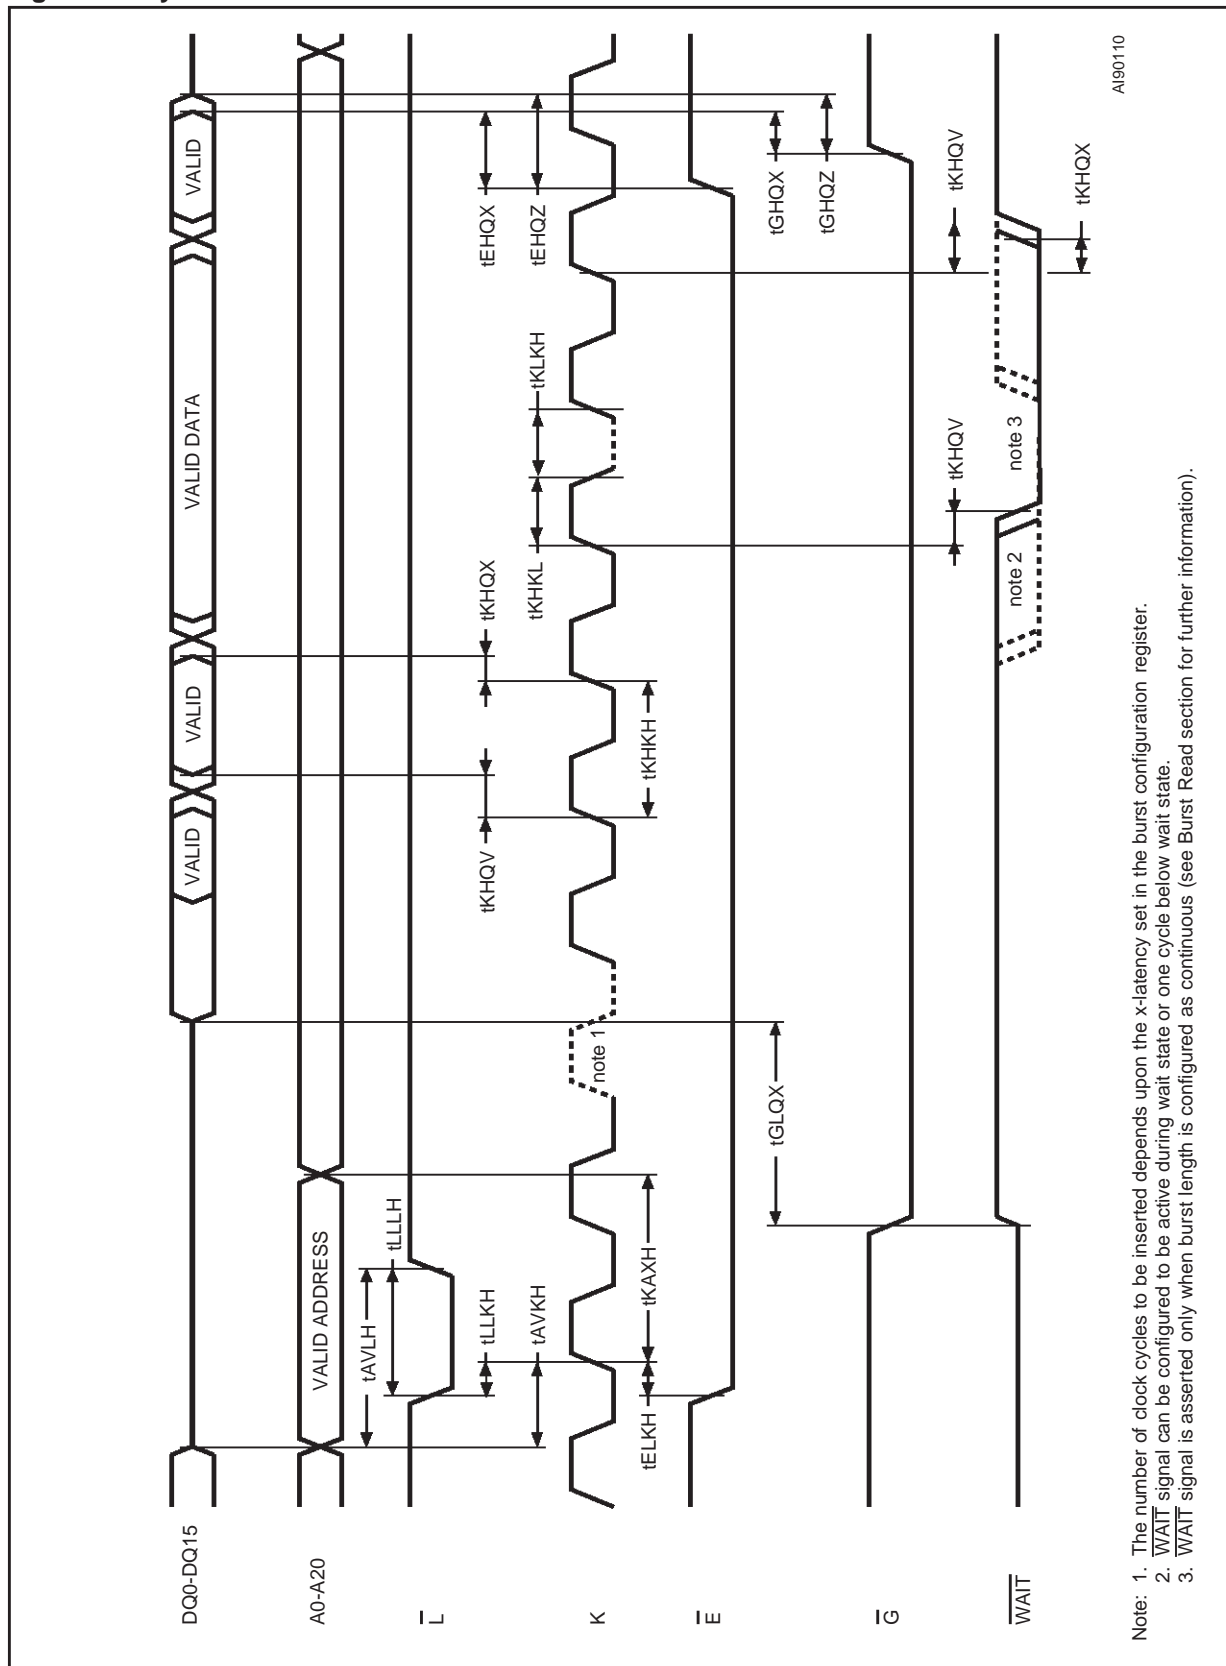 DQ0-DQ15
VALID
VALID
VALID DATA
VALID
A0-A20
VALID ADDRESS
L
tAVLH
tLLLH
tLLKH
tAVKH
tKHQV
tKHQX
tEHQX
tEHQZ
tKHKL
tKLKH
K
note 1
tELKH
tKAXH
tKHKH
E
tGLQX
tGHQX
tGHQZ
G
tKHQV
tKHQV
WAIT
note 2
note 3
tKHQX
AI90110
Note: 1. The number of clock cycles to be inserted depends upon the x-latency set in the burst configuration register.
2. WAIT signal can be configured to be active during wait state or one cycle below wait state.
3. WAIT signal is asserted only when burst length is configured as continuous (see Burst Read section for further information).